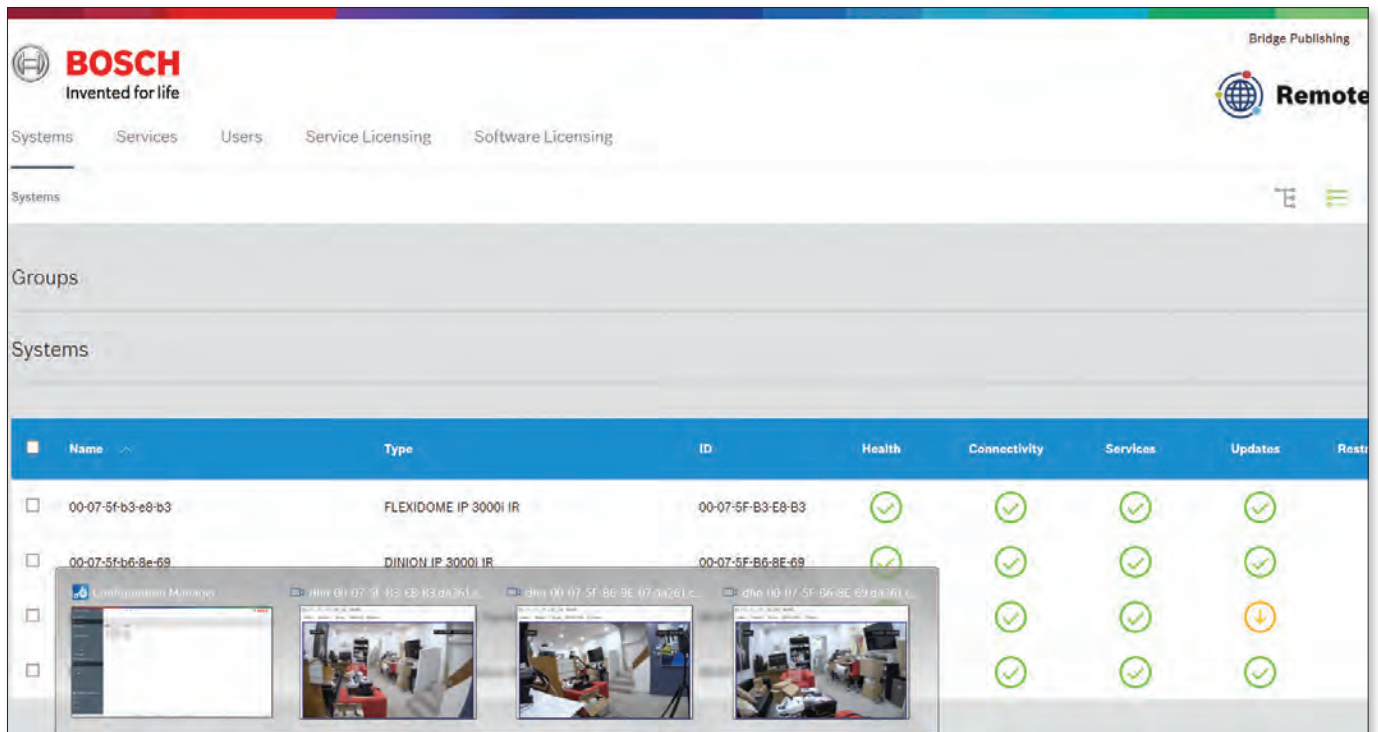 Bridge Publishing
BOSCH
Invented for life
Remote
Systems Services Users Service Licensing Software Licensing
Systems
Groups
Systems
Name Type ID Health Connectivity Services Updates Restr
00-07-5f-b3-e8-b3 FLEXIDOME IP 3000i IR 00-07-5F-B3-E8-B3
00-07-5f-b6-8e-69 DINION IP 3000i IR 00-07-5F-B6-8E-69
Configuration Manager